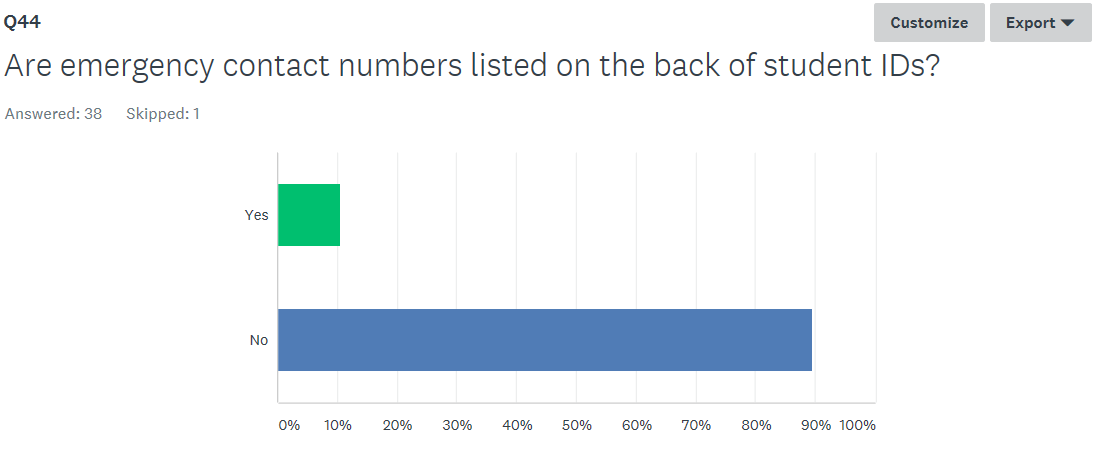 Q44
Customize
Export
Are emergency contact numbers listed on the back of student IDs?
Answered: 38 Skipped: 1
Yes
No
0% 10% 20% 30% 40% 50% 60% 70% 80% 90% 100%